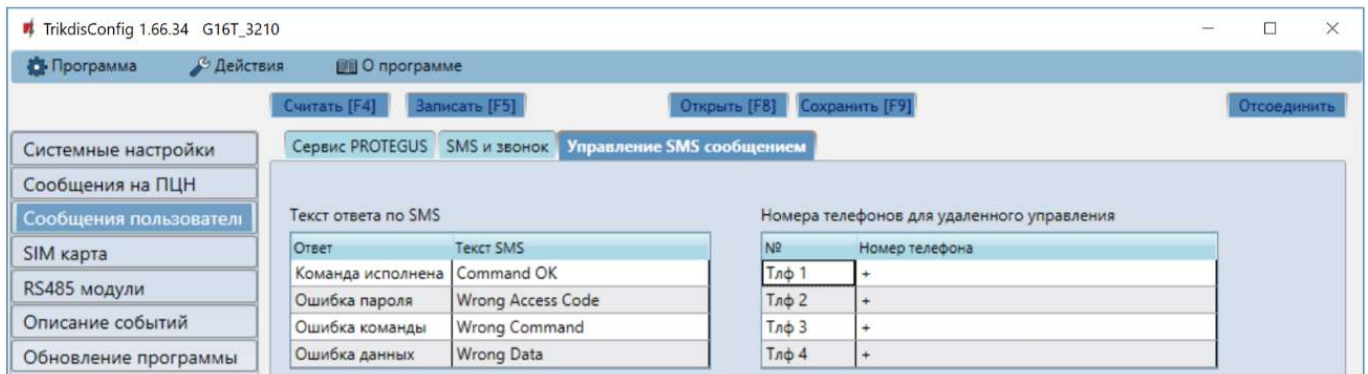 TrikdisConfig 1.66.34 G16T_3210
Программа Действия О программе
Считать [F4] Записать [F5] Открыть [F8] Сохранить [F9] Отсоединить
Системные настройки
Сообщения на ПЦН
Сообщения пользователю
SIM карта
RS485 модули
Описание событий
Обновление программы
Сервис PROTEGUS SMS и звонок Управление SMS сообщением
Текст ответа по SMS
Ответ Текст SMS
Команда исполнена Command OK
Ошибка пароля Wrong Access Code
Ошибка команды Wrong Command
Ошибка данных Wrong Data
Номера телефонов для удаленного управления
№ Номер телефона
Тлф 1 +
Тлф 2 +
Тлф 3 +
Тлф 4 +